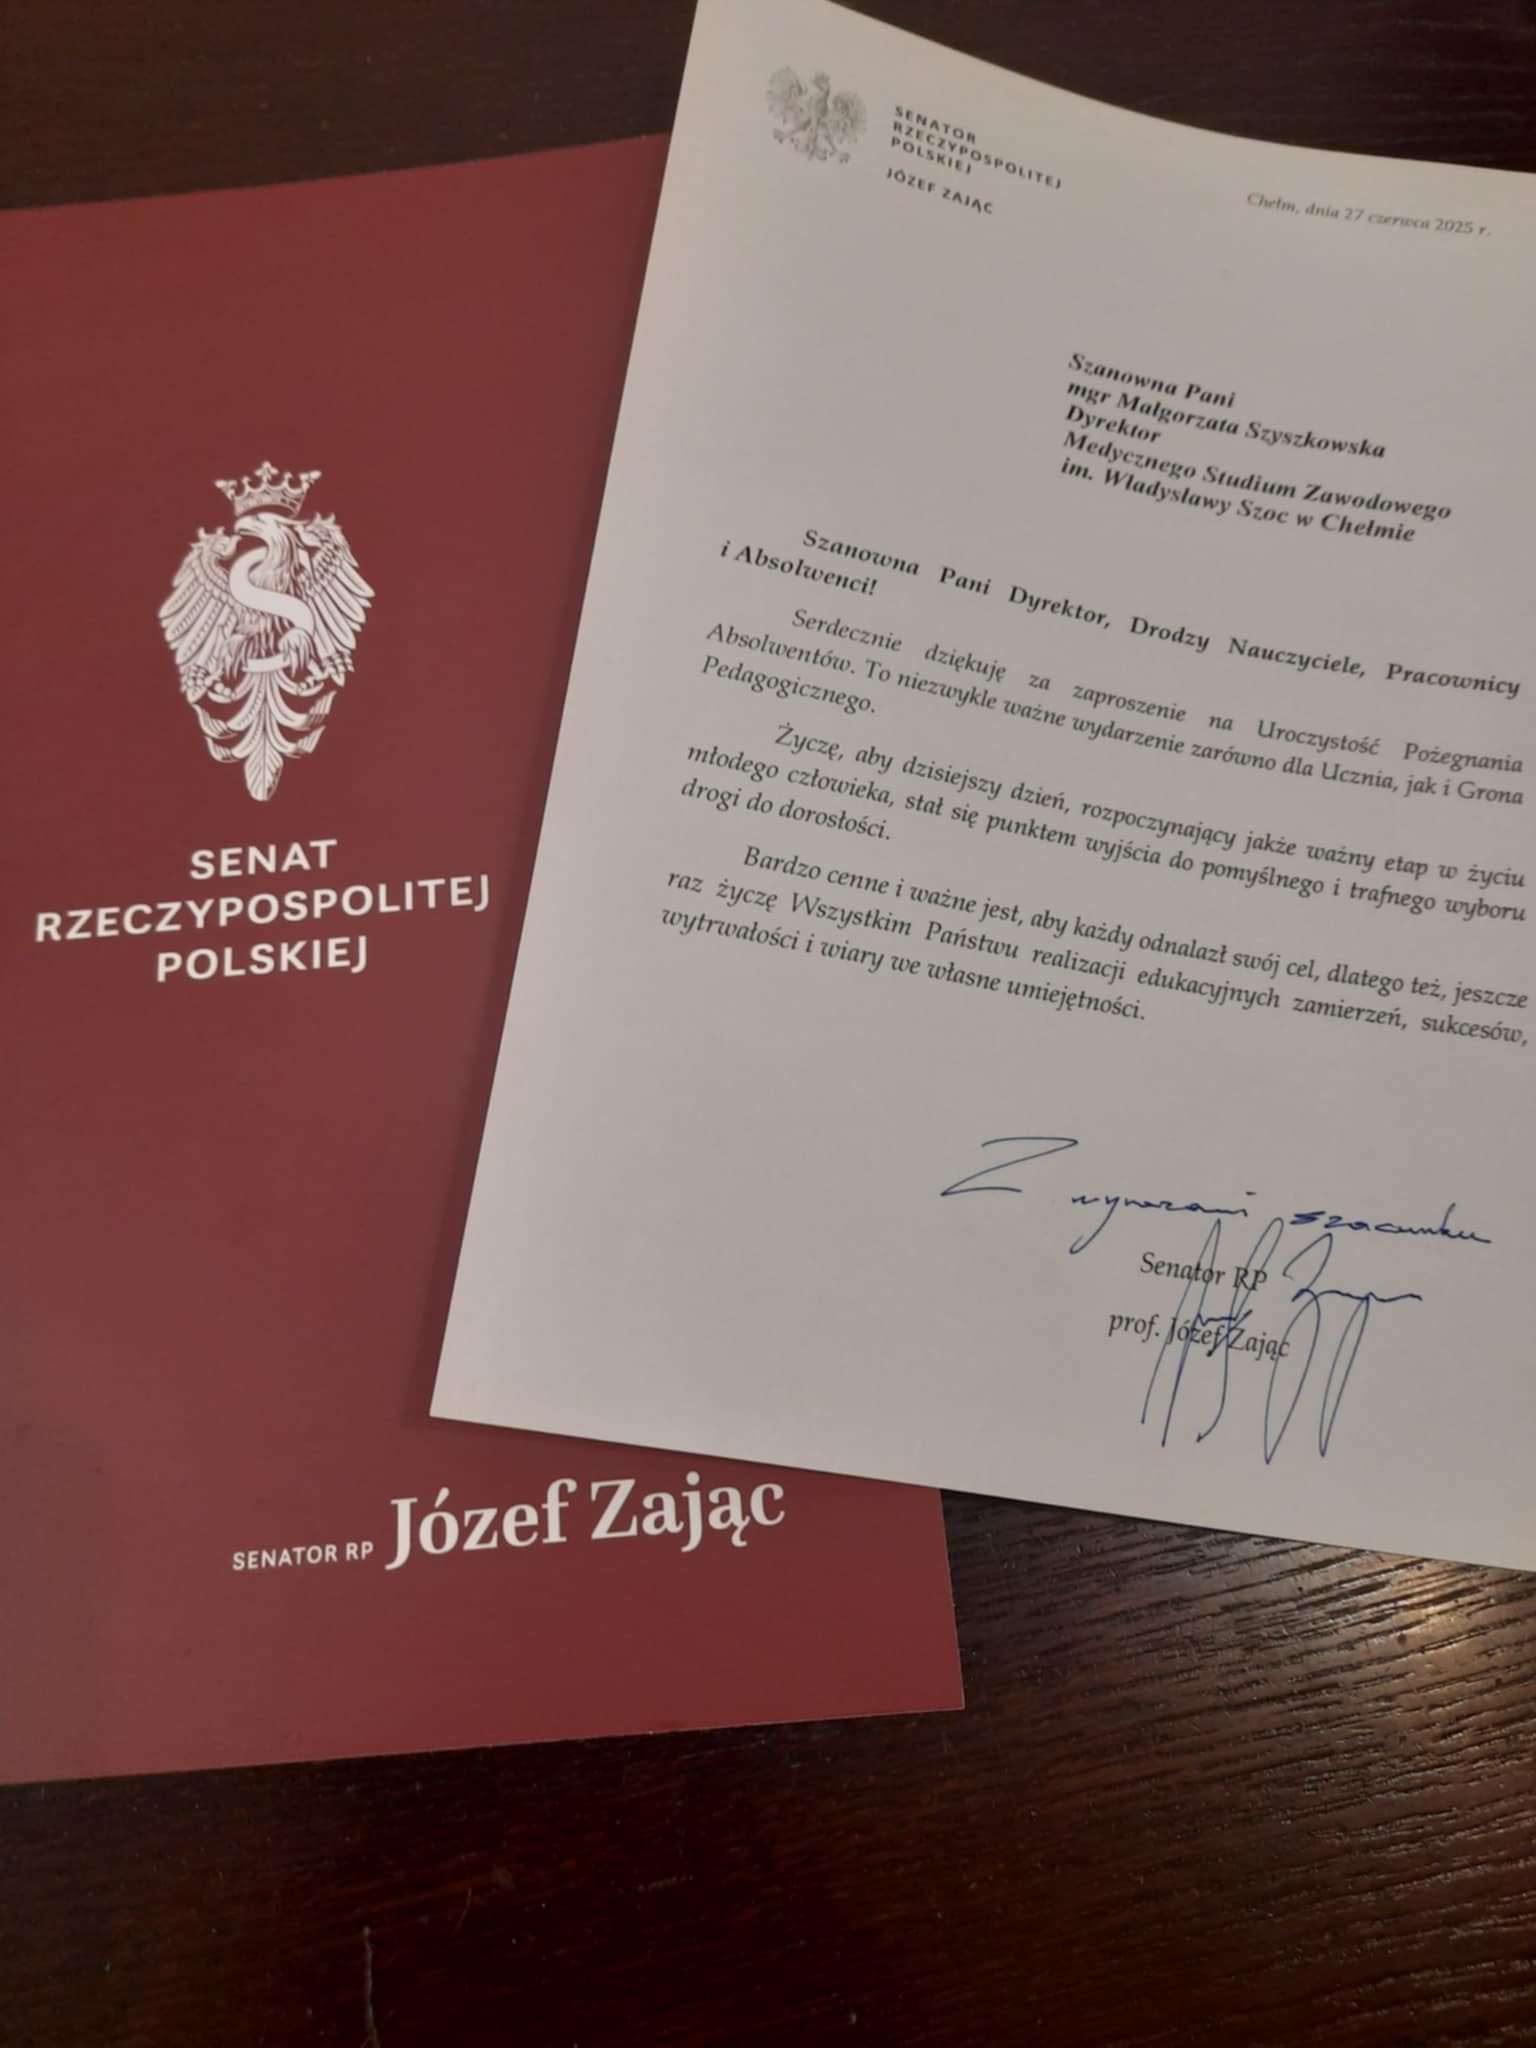 SENAT
RZECZYPOSPOLITEJ
POLSKIEJ
SENATOR RP Józef Zając
SENATOR
RZECZYPOSPOLITEJ
POLSKIEJ
JÓZEF ZAJĄC
Chełm, dnia 27 czerwca 2025 r.
Szanowna Pani
mgr Małgorzata Szyszkowska
Dyrektor
Medycznego Studium Zawodowego
im. Władysławy Szoc w Chełmie
Szanowna Pani Dyrektor, Drodzy Nauczyciele, Pracownicy
i Absolwenci!
Serdecznie dziękuję za zaproszenie na Uroczystość Pożegnania
Absolwentów. To niezwykle ważne wydarzenie zarówno dla Ucznia, jak i Grona
Pedagogicznego.
Życzę, aby dzisiejszy dzień, rozpoczynający jakże ważny etap w życiu
młodego człowieka, stał się punktem wyjścia do pomyślnego i trafnego wyboru
drogi do dorosłości.
Bardzo cenne i ważne jest, aby każdy odnalazł swój cel, dlatego też, jeszcze
raz życzę Wszystkim Państwu realizacji edukacyjnych zamierzeń, sukcesów,
wytrwałości i wiary we własne umiejętności.
Z wyrazami szacunku
Senator RP
prof. Józef Zając